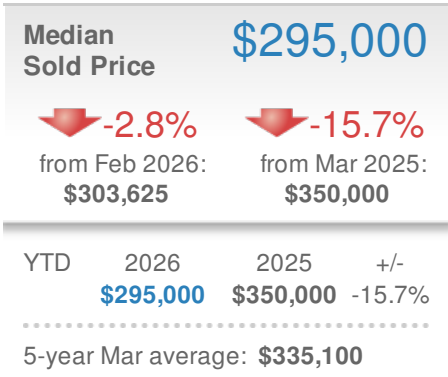 Median
Sold Price
$295,000
-2.8% -15.7%
from Feb 2026: from Mar 2025:
$303,625 $350,000
YTD 2026 2025 +/-
$295,000 $350,000 -15.7%
5-year Mar average: $335,100